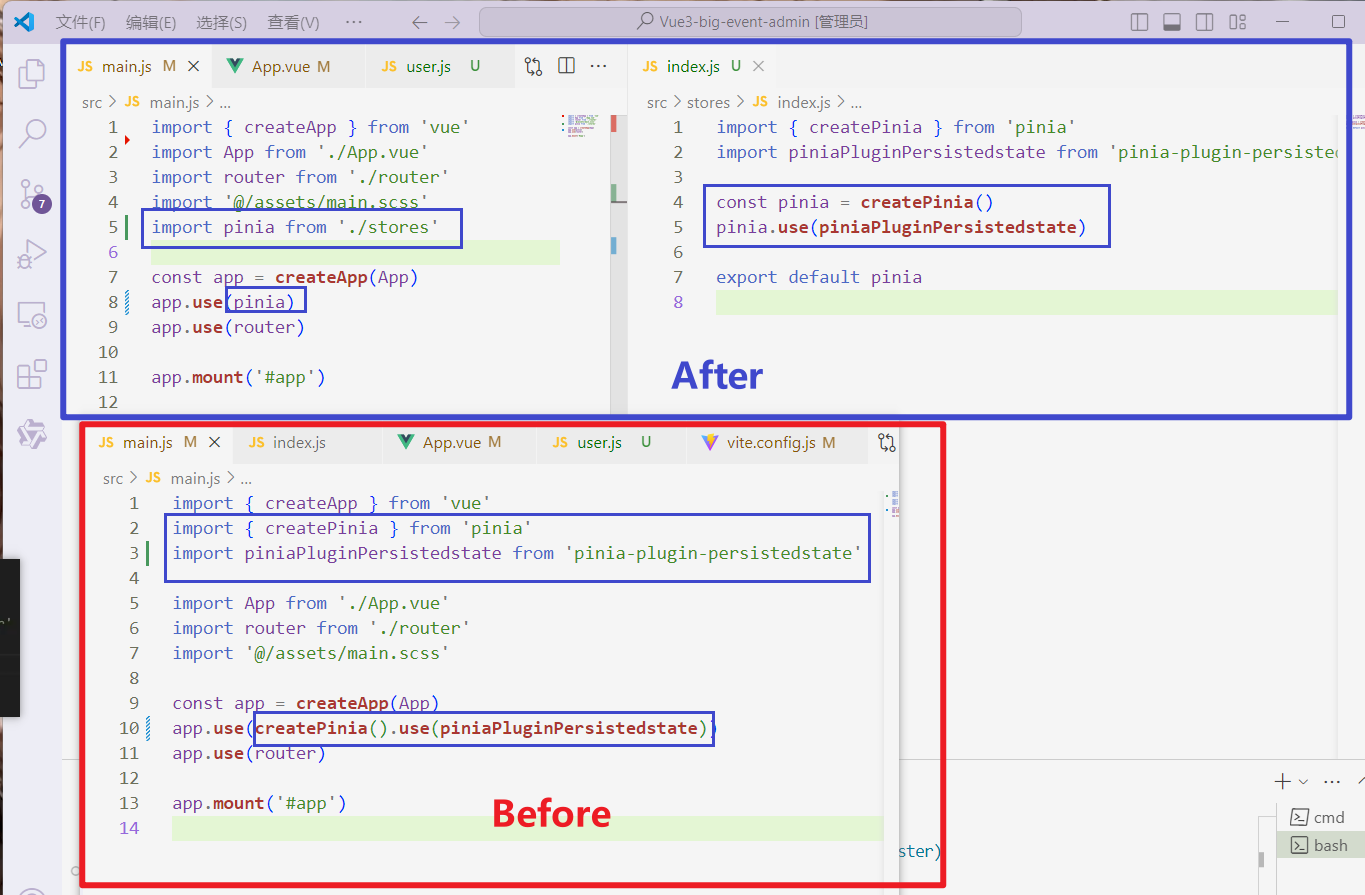 文件(F) 编辑(E) 选择(S) 查看(V) ··· Vue3-big-event-admin [管理员]
JS main.js M App.vue M JS user.js U ···
src > JS main.js > ...
1 import { createApp } from 'vue'
2 import App from './App.vue'
3 import router from './router'
4 import '@/assets/main.scss'
5 import pinia from './stores'
6
7 const app = createApp(App)
8 app.use(pinia)
9 app.use(router)
10
11 app.mount('#app')
12
JS index.js U
src > stores > JS index.js > ...
1 import { createPinia } from 'pinia'
2 import piniaPluginPersistedstate from 'pinia-plugin-persiste
3
4 const pinia = createPinia()
5 pinia.use(piniaPluginPersistedstate)
6
7 export default pinia
8
After
7
JS main.js M JS index.js App.vue M JS user.js U vite.config.js M
src > JS main.js > ...
1 import { createApp } from 'vue'
2 import { createPinia } from 'pinia'
3 import piniaPluginPersistedstate from 'pinia-plugin-persistedstate'
4
5 import App from './App.vue'
6 import router from './router'
7 import '@/assets/main.scss'
8
9 const app = createApp(App)
10 app.use(createPinia().use(piniaPluginPersistedstate))
11 app.use(router)
12
13 app.mount('#app')
14
Before
ster)
···
cmd
bash